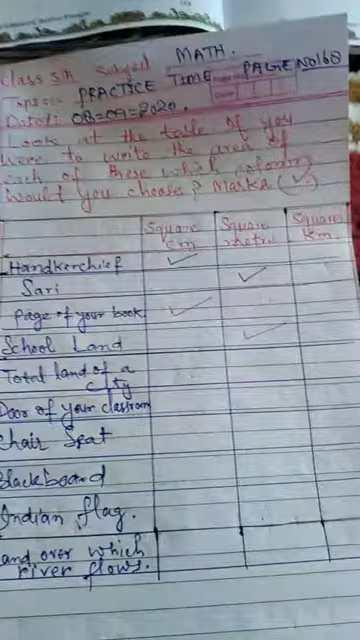 Class 5th Subject MATH.
Topic: PRACTICE TIME PAGE NO 160
Date: 08=09=2020.
Look at the table if you
were to write the area of
each of these which column
would you choose? Marka (✓)
Square cm Square metre Square Km.
Handkerchief ✓
Sari ✓
Page of your book ✓
School Land ✓
Total land of a
city
Door of your classroom
Chair Seat
Blackboard
Indian flag.
Land over which
river flows.